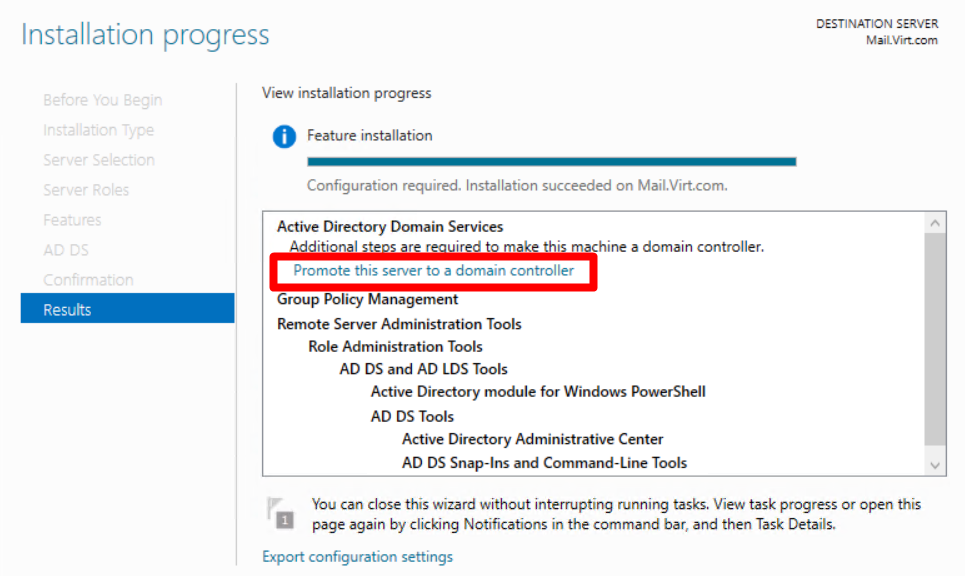 Installation progress
DESTINATION SERVER
Mail.Virt.com
Before You Begin
Installation Type
Server Selection
Server Roles
Features
AD DS
Confirmation
Results
View installation progress
Feature installation
Configuration required. Installation succeeded on Mail.Virt.com.
Active Directory Domain Services
Additional steps are required to make this machine a domain controller.
Promote this server to a domain controller
Group Policy Management
Remote Server Administration Tools
Role Administration Tools
AD DS and AD LDS Tools
Active Directory module for Windows PowerShell
AD DS Tools
Active Directory Administrative Center
AD DS Snap-Ins and Command-Line Tools
1
You can close this wizard without interrupting running tasks. View task progress or open this
page again by clicking Notifications in the command bar, and then Task Details.
Export configuration settings